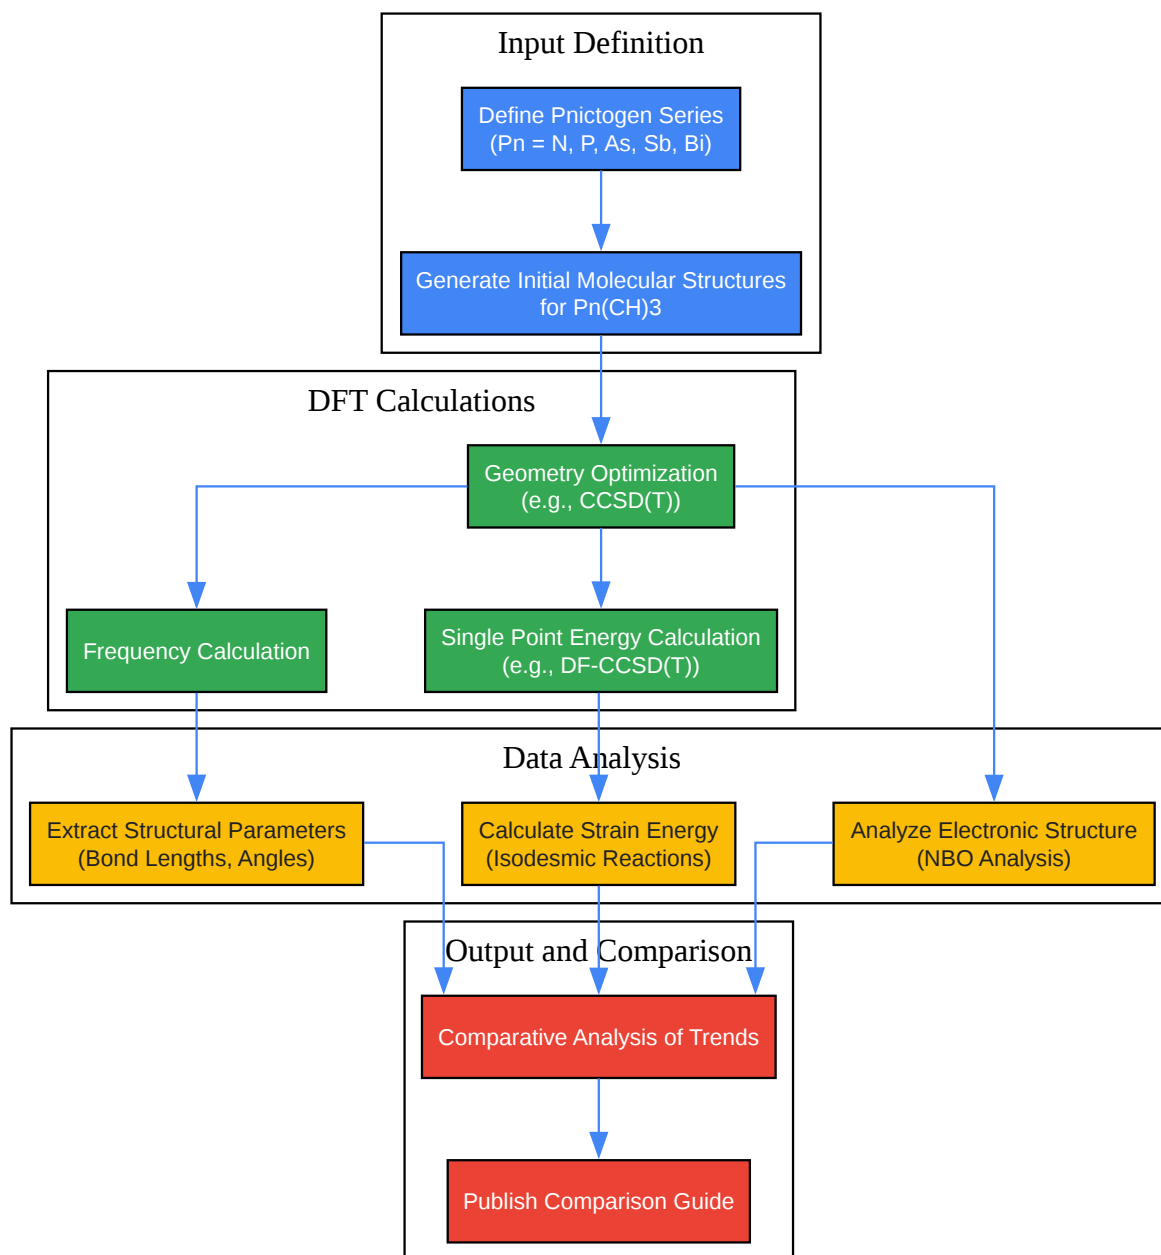 Input Definition
Define Pnictogen Series
(Pn = N, P, As, Sb, Bi)
Generate Initial Molecular Structures
for Pn(CH)3
DFT Calculations
Geometry Optimization
(e.g., CCSD(T))
Frequency Calculation
Single Point Energy Calculation
(e.g., DF-CCSD(T))
Data Analysis
Extract Structural Parameters
(Bond Lengths, Angles)
Calculate Strain Energy
(Isodesmic Reactions)
Analyze Electronic Structure
(NBO Analysis)
Output and Comparison
Comparative Analysis of Trends
Publish Comparison Guide